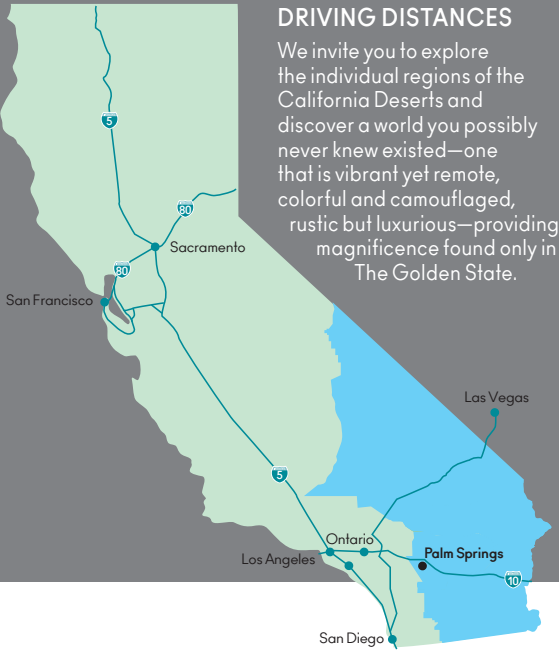 DRIVING DISTANCES
We invite you to explore
the individual regions of the
California Deserts and
discover a world you possibly
never knew existed—one
that is vibrant yet remote,
colorful and camouflaged,
rustic but luxurious—providing
magnificence found only in
The Golden State.
5
80
Sacramento
80
San Francisco
Las Vegas
5
Ontario
Los Angeles
Palm Springs
10
San Diego